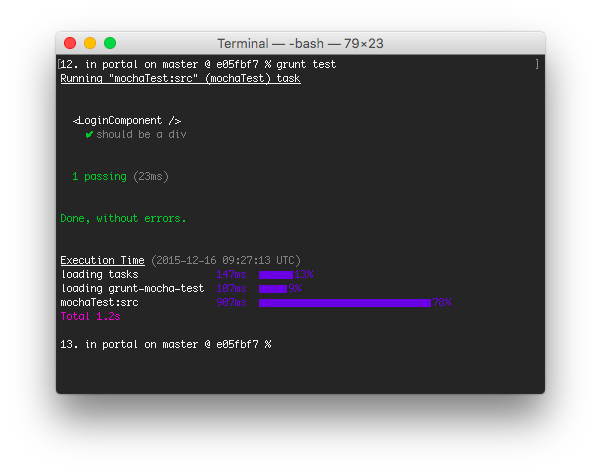 Terminal — -bash — 79×23
[12. in portal on master @ e05fbf7 % grunt test ]
Running "mochaTest:src" (mochaTest) task
<LoginComponent />
✔ should be a div
1 passing (23ms)
Done, without errors.
Execution Time (2015-12-16 09:27:13 UTC)
loading tasks 147ms 13%
loading grunt-mocha-test 107ms 9%
mochaTest:src 907ms 78%
Total 1.2s
13. in portal on master @ e05fbf7 %